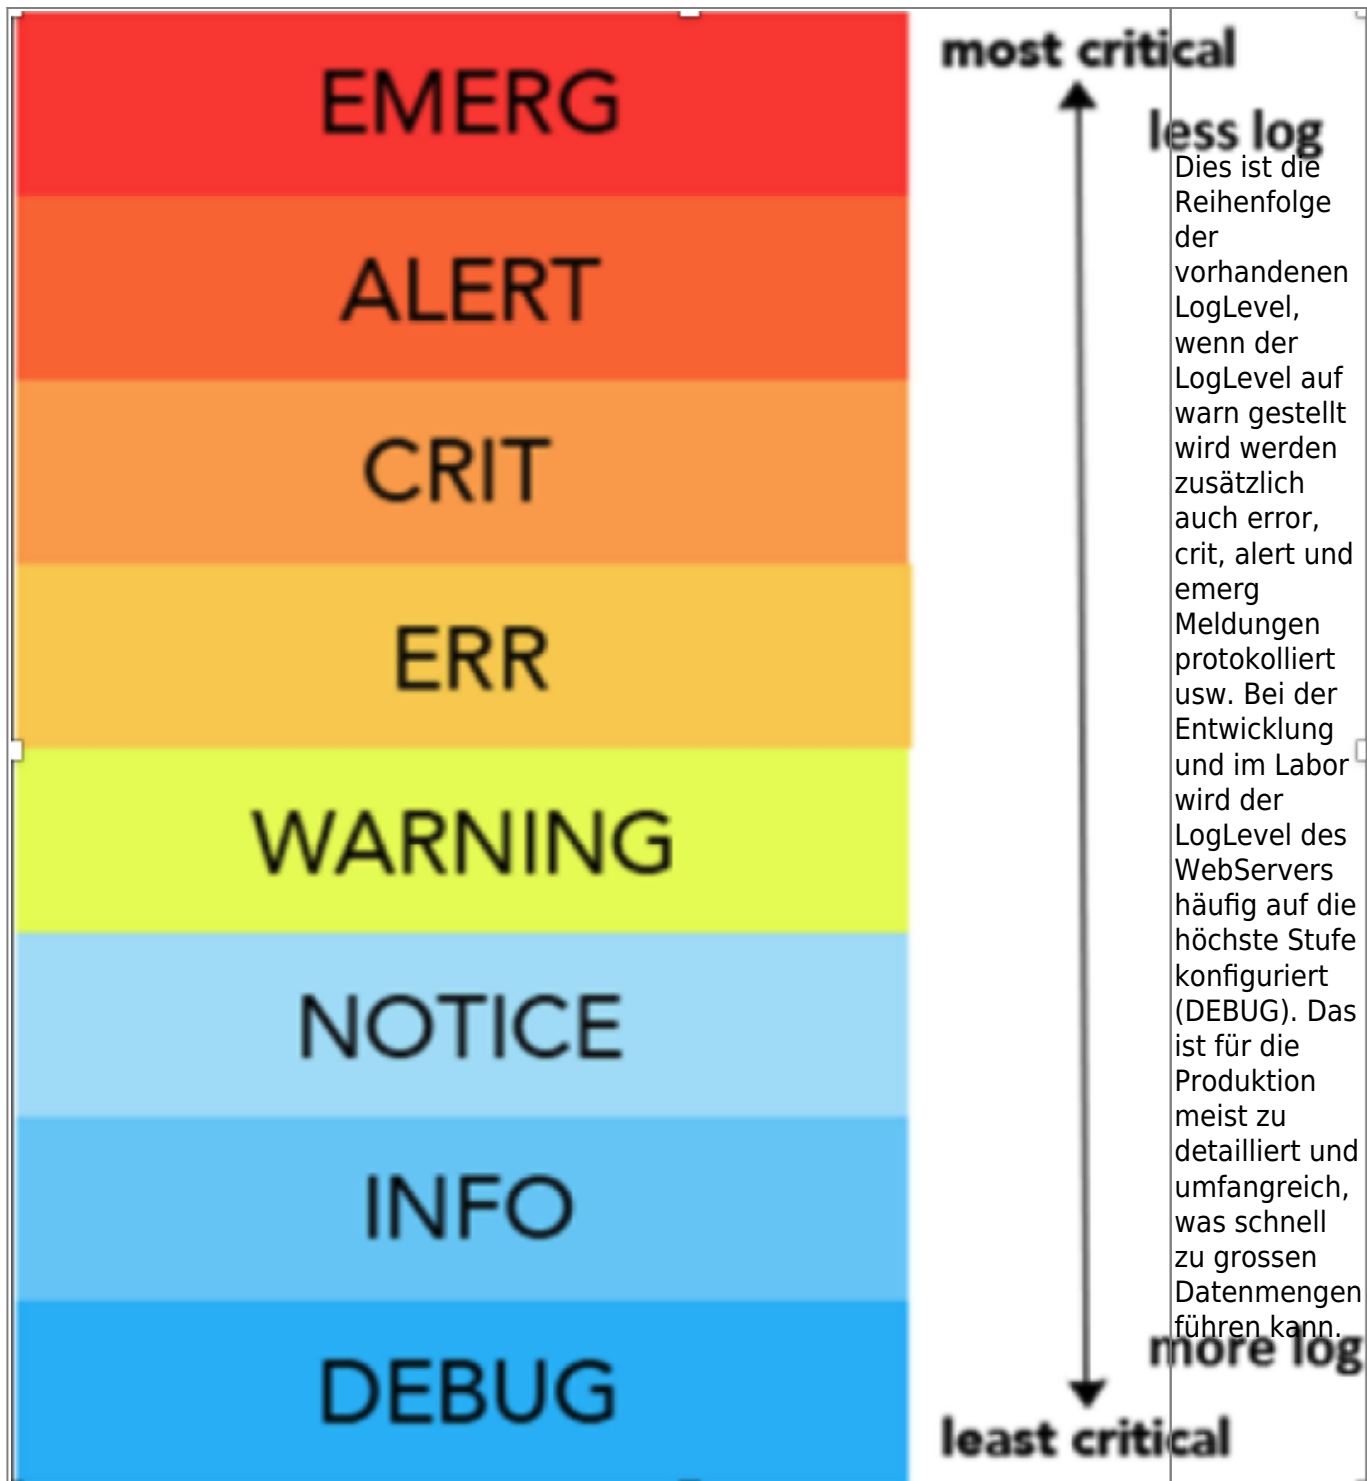 EMERG
ALERT
CRIT
ERR
WARNING
NOTICE
INFO
DEBUG
most critical
less log
Dies ist die
Reihenfolge
der
vorhandenen
LogLevel,
wenn der
LogLevel auf
warn gestellt
wird werden
zusätzlich
auch error,
crit, alert und
emerg
Meldungen
protokolliert
usw. Bei der
Entwicklung
und im Labor
wird der
LogLevel des
WebServers
häufig auf die
höchste Stufe
konfiguriert
(DEBUG). Das
ist für die
Produktion
meist zu
detailliert und
umfangreich,
was schnell
zu grossen
Datenmengen
führen kann.
more log
least critical